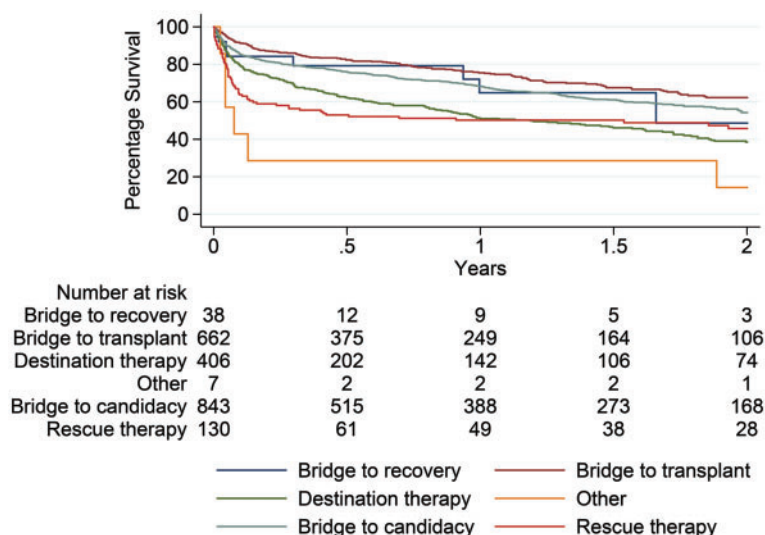 Percentage Survival
100
80
60
40
20
0
0 .5 1 1.5 2
Years
Number at risk
Bridge to recovery 38 12 9 5 3
Bridge to transplant 662 375 249 164 106
Destination therapy 406 202 142 106 74
Other 7 2 2 2 1
Bridge to candidacy 843 515 388 273 168
Rescue therapy 130 61 49 38 28
Bridge to recovery Bridge to transplant
Destination therapy Other
Bridge to candidacy Rescue therapy